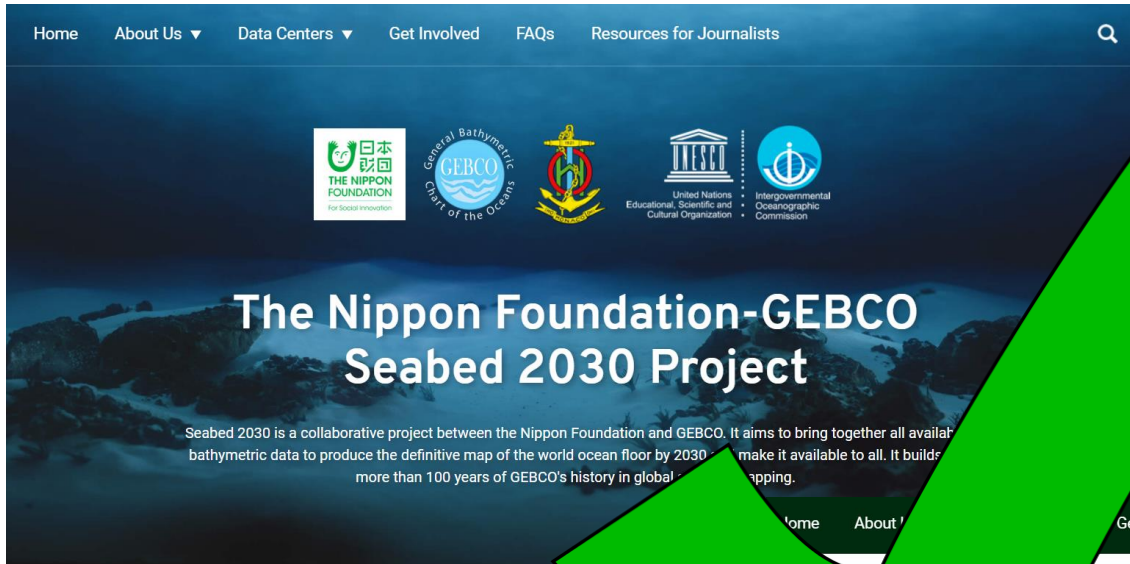 Home About Us ▼ Data Centers ▼ Get Involved FAQs Resources for Journalists
日本
財団
THE NIPPON
FOUNDATION
For Social Innovation
General Bathymetric
GEBCO
Chart of the Oceans
UNESCO
United Nations
Educational, Scientific and
Cultural Organization
Intergovernmental
Oceanographic
Commission
The Nippon Foundation-GEBCO
Seabed 2030 Project
Seabed 2030 is a collaborative project between the Nippon Foundation and GEBCO. It aims to bring together all
bathymetric data to produce the definitive map of the world ocean floor by 2030 make it available to all. It builds
more than 100 years of GEBCO's history in global
About